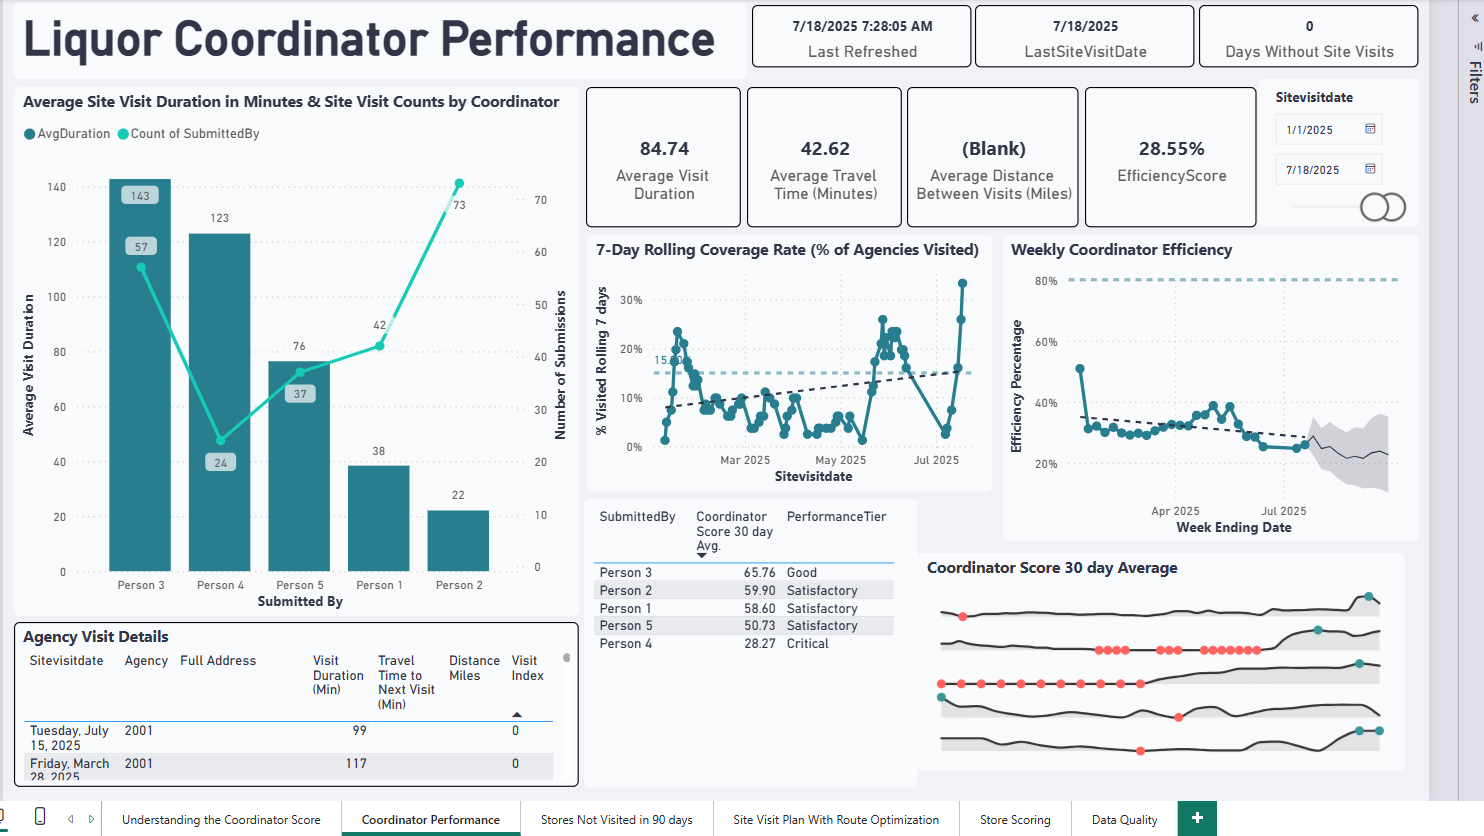 Liquor Coordinator Performance
7/18/2025 7:28:05 AM
Last Refreshed
7/18/2025
LastSiteVisitDate
0
Days Without Site Visits
Filters
Average Site Visit Duration in Minutes & Site Visit Counts by Coordinator
AvgDuration
Count of SubmittedBy
Average Visit Duration
140
120
100
80
60
40
20
0
143
57
123
24
76
37
42
38
73
22
70
60
50
40
30
20
10
0
Number of Submissions
Person 3
Person 4
Person 5
Person 1
Person 2
Submitted By
84.74
Average Visit
Duration
42.62
Average Travel
Time (Minutes)
(Blank)
Average Distance
Between Visits (Miles)
28.55%
EfficiencyScore
Sitevisitdate
1/1/2025
7/18/2025
7-Day Rolling Coverage Rate (% of Agencies Visited)
% Visited Rolling 7 days
30%
20%
10%
0%
Mar 2025
May 2025
Jul 2025
Sitevisitdate
Weekly Coordinator Efficiency
Efficiency Percentage
80%
60%
40%
20%
Apr 2025
Jul 2025
Week Ending Date
SubmittedBy
Coordinator
Score 30 day
Avg.
PerformanceTier
Person 3 65.76 Good
Person 2 59.90 Satisfactory
Person 1 58.60 Satisfactory
Person 5 50.73 Satisfactory
Person 4 28.27 Critical
Coordinator Score 30 day Average
Agency Visit Details
Sitevisitdate
Agency
Full Address
Visit
Duration
(Min)
Travel
Time to
Next Visit
(Min)
Distance
Miles
Visit
Index
Tuesday, July
15, 2025
2001
99
0
Friday, March
28, 2025
2001
117
0
Understanding the Coordinator Score
Coordinator Performance
Stores Not Visited in 90 days
Site Visit Plan With Route Optimization
Store Scoring
Data Quality